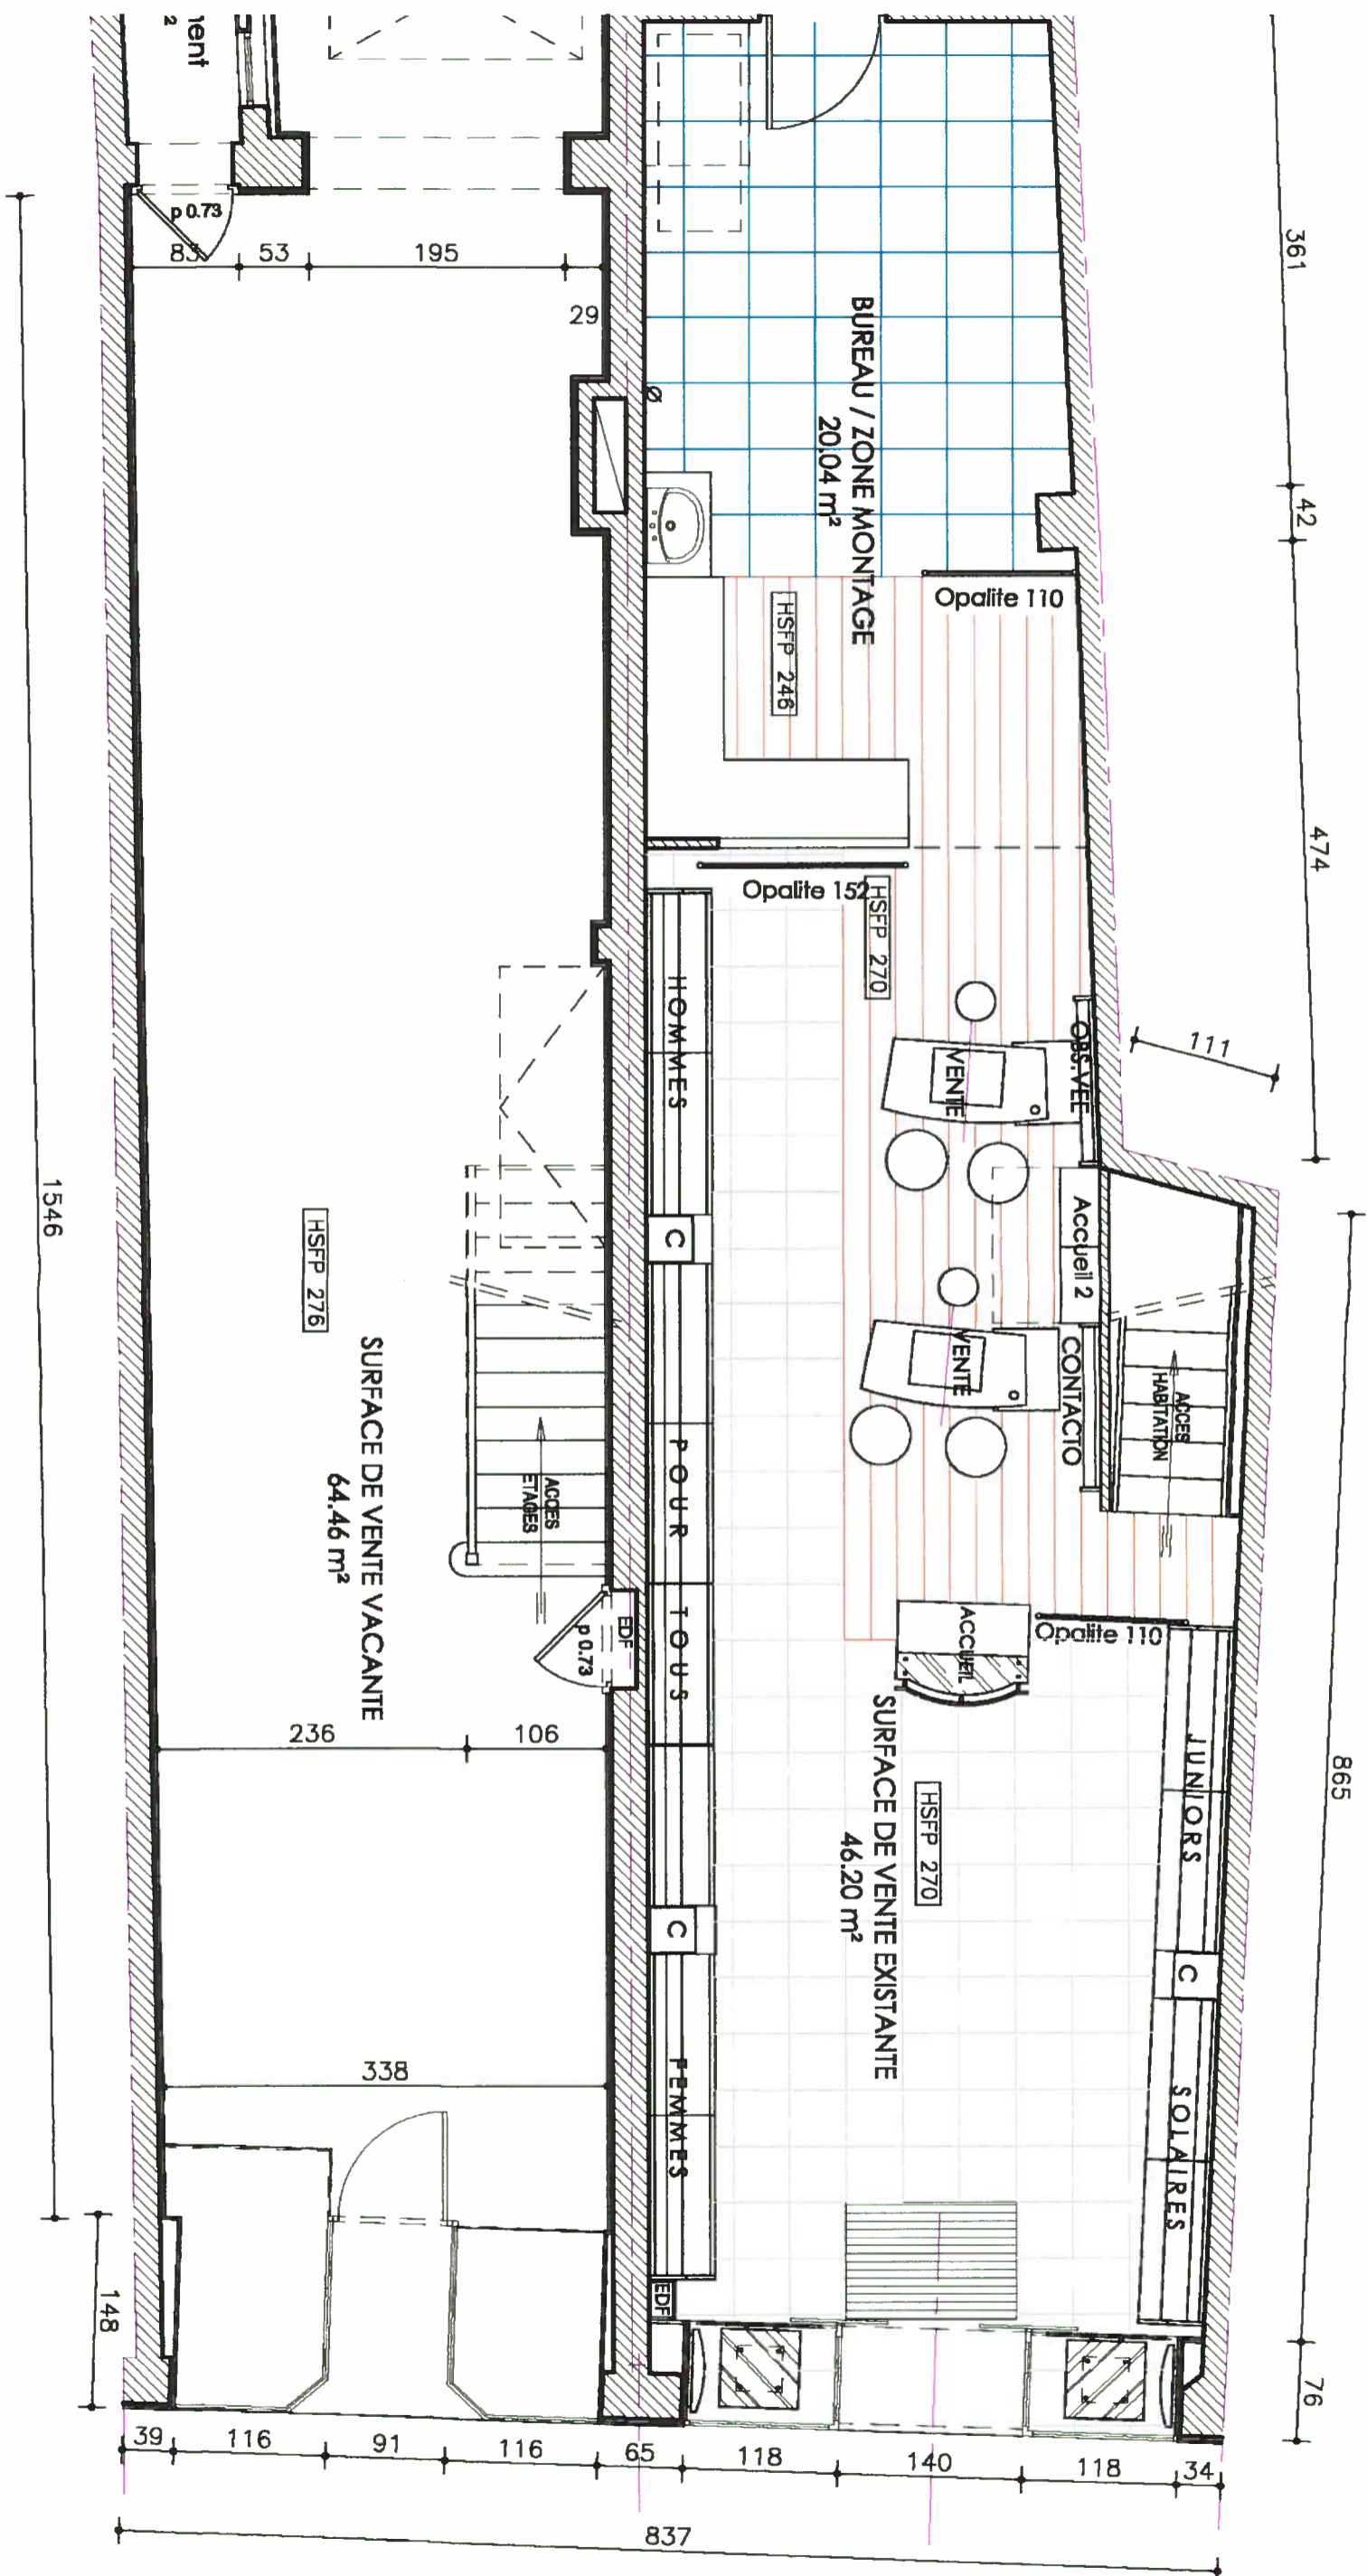 ent
2
p 0.73
83
53
195
29
361
42
474
111
865
76
1546
148
BUREAU / ZONE MONTAGE
20.04 m²
Ø
HSFP 246
Opalite 110
Opalite 152
HSFP 270
HOMMES
C
POUR TOUS
C
FEMMES
EDF
OBS.VEE
VENTE
Accueil 2
VENTE
CONTACTO
ACCES
HABITATION
ACCUEIL
Opalite 110
JUNIORS
C
SOLAIRES
SURFACE DE VENTE EXISTANTE
46.20 m²
HSFP 270
HSFP 276
SURFACE DE VENTE VACANTE
64.46 m²
ACCES
ETAGES
EDF
p 0.73
236
106
338
39
116
91
116
65
118
140
118
34
837